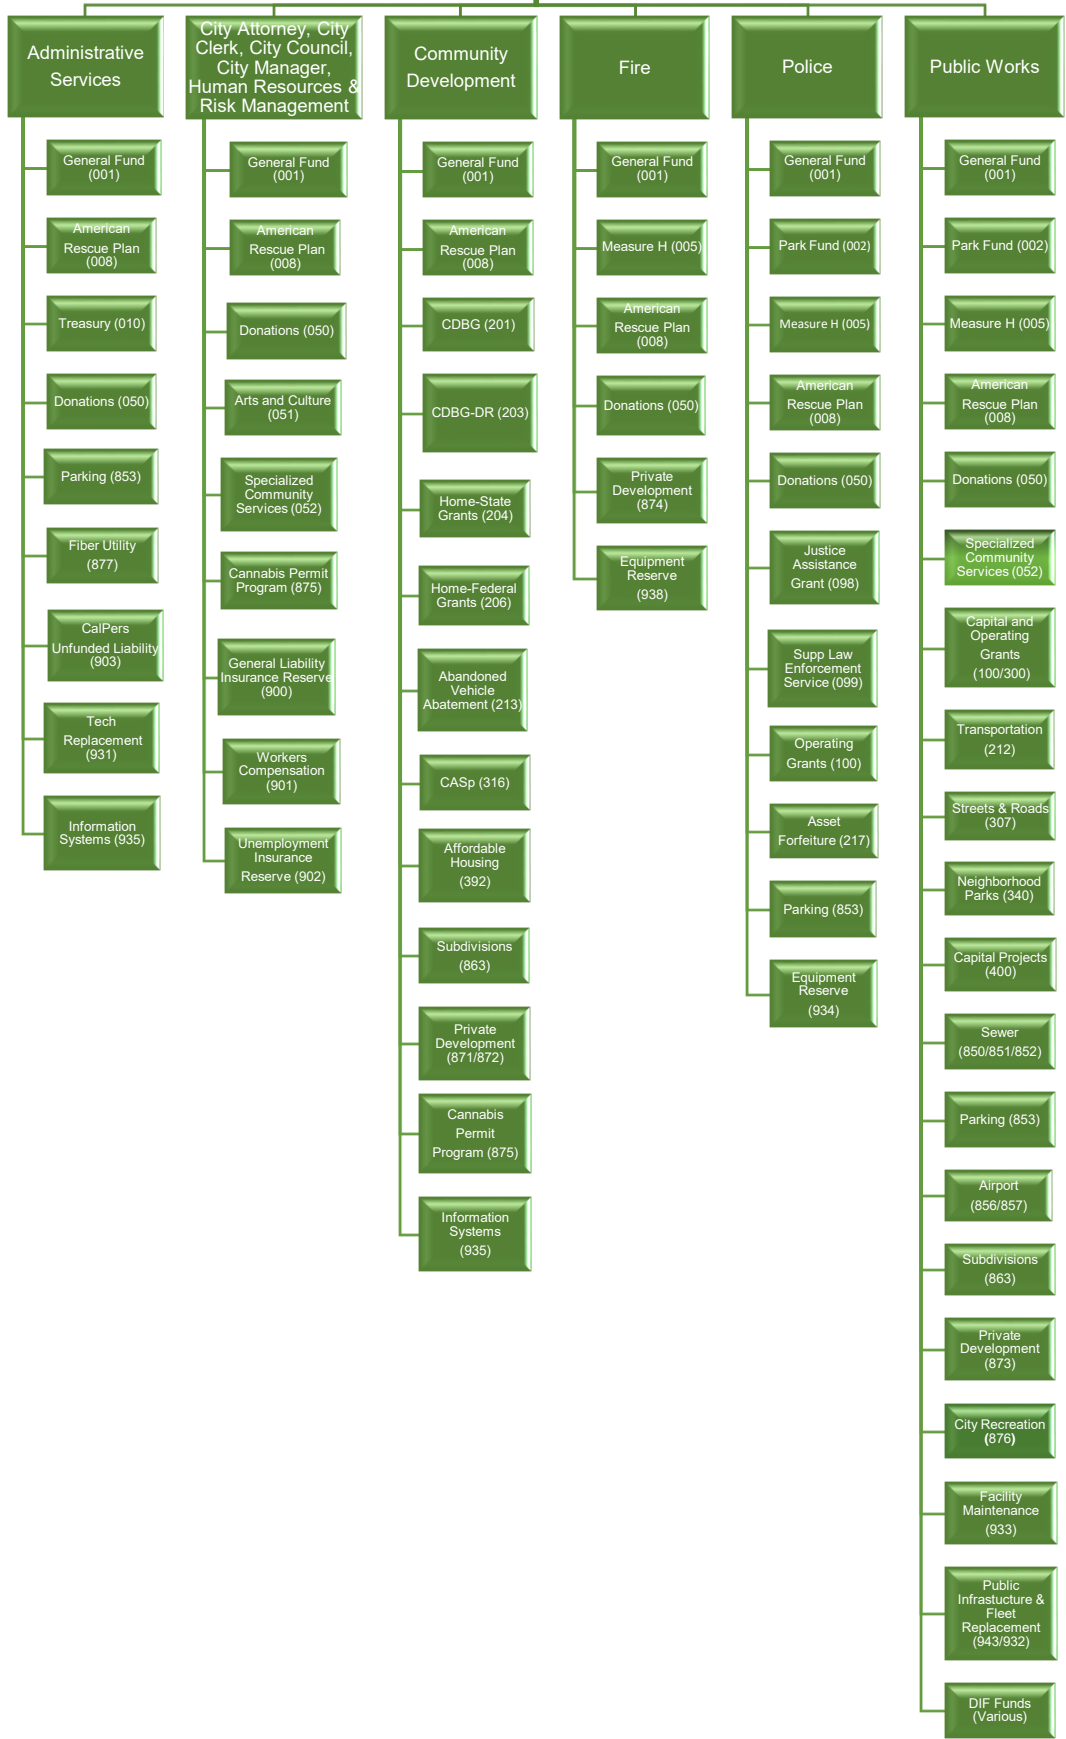 Administrative
Services
City Attorney, City
Clerk, City Council,
City Manager,
Human Resources &
Risk Management
Community
Development
Fire
Police
Public Works
General Fund
(001)
American
Rescue Plan
(008)
Treasury (010)
Donations (050)
Parking (853)
Fiber Utility
(877)
CalPers
Unfunded Liability
(903)
Tech
Replacement
(931)
Information
Systems (935)
General Fund
(001)
American
Rescue Plan
(008)
Donations (050)
Arts and Culture
(051)
Specialized
Community
Services (052)
Cannabis Permit
Program (875)
General Liability
Insurance Reserve
(900)
Workers
Compensation
(901)
Unemployment
Insurance
Reserve (902)
General Fund
(001)
American
Rescue Plan
(008)
CDBG (201)
CDBG-DR (203)
Home-State
Grants (204)
Home-Federal
Grants (206)
Abandoned
Vehicle
Abatement (213)
CASp (316)
Affordable
Housing
(392)
Subdivisions
(863)
Private
Development
(871/872)
Cannabis
Permit
Program (875)
Information
Systems
(935)
General Fund
(001)
Measure H (005)
American
Rescue Plan
(008)
Donations (050)
Private
Development
(874)
Equipment
Reserve
(938)
General Fund
(001)
Park Fund (002)
Measure H (005)
American
Rescue Plan
(008)
Donations (050)
Justice
Assistance
Grant (098)
Supp Law
Enforcement
Service (099)
Operating
Grants (100)
Asset
Forfeiture (217)
Parking (853)
Equipment
Reserve
(934)
General Fund
(001)
Park Fund (002)
Measure H (005)
American
Rescue Plan
(008)
Donations (050)
Specialized
Community
Services (052)
Capital and
Operating
Grants
(100/300)
Transportation
(212)
Streets & Roads
(307)
Neighborhood
Parks (340)
Capital Projects
(400)
Sewer
(850/851/852)
Parking (853)
Airport
(856/857)
Subdivisions
(863)
Private
Development
(873)
City Recreation
(876)
Facility
Maintenance
(933)
Public
Infrastucture &
Fleet
Replacement
(943/932)
DIF Funds
(Various)